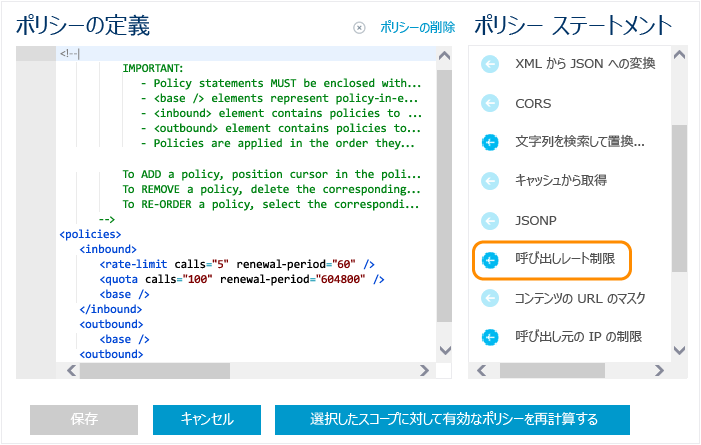 ポリシーの定義
ポリシーの削除
<!--
IMPORTANT:
- Policy statements MUST be enclosed with...
- <base /> elements represent policy-in-e...
- <inbound> element contains policies to ...
- <outbound> element contains policies to...
- Policies are applied in the order they...
To ADD a policy, position cursor in the poli...
To REMOVE a policy, delete the corresponding...
To RE-ORDER a policy, select the correspondi...
-->
<policies>
<inbound>
<rate-limit calls="5" renewal-period="60" />
<quota calls="100" renewal-period="604800" />
<base />
</inbound>
<outbound>
<base />
<outbound>
ポリシー ステートメント
XML から JSON への変換
CORS
文字列を検索して置換...
キャッシュから取得
JSONP
呼び出しレート制限
コンテンツの URL のマスク
呼び出し元の IP の制限
保存
キャンセル
選択したスコープに対して有効なポリシーを再計算する